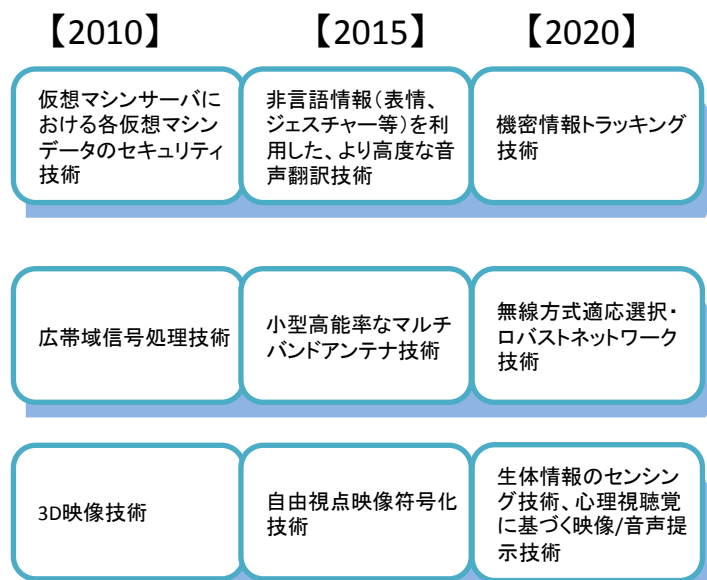 【2010】
【2015】
【2020】
仮想マシンサーバに
おける各仮想マシン
データのセキュリティ
技術
非言語情報(表情、
ジェスチャー等)を利
用した、より高度な音
声翻訳技術
機密情報トラッキング
技術
広帯域信号処理技術
小型高能率なマルチ
バンドアンテナ技術
無線方式適応選択・
ロバストネットワーク
技術
3D映像技術
自由視点映像符号化
技術
生体情報のセンシン
グ技術、心理視聴覚
に基づく映像/音声提
示技術